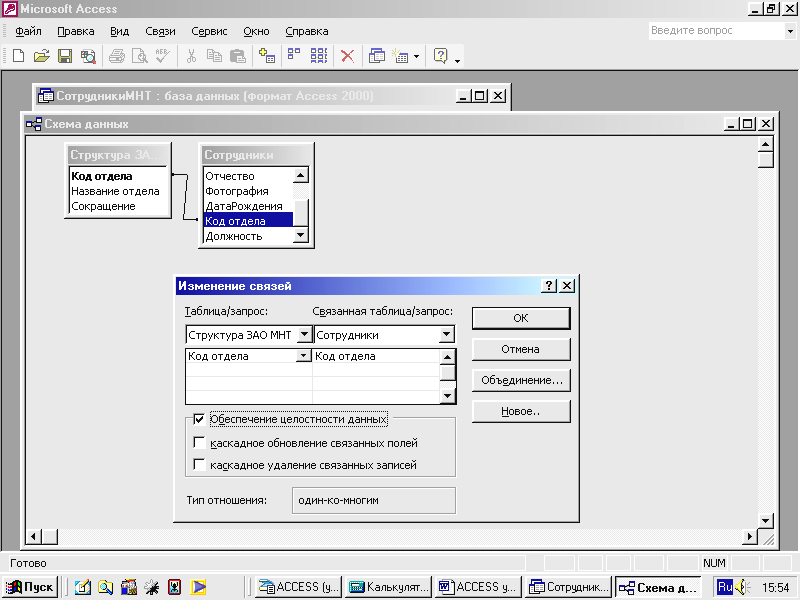 Microsoft Access
Файл Правка Вид Связи Сервис Окно Справка
Введите вопрос
СотрудникиМНТ : база данных (формат Access 2000)
Схема данных
Структура ЗА...
Код отдела
Название отдела
Сокращение
Сотрудники
Отчество
Фотография
ДатаРождения
Код отдела
Должность
Изменение связей
Таблица/запрос: Связанная таблица/запрос:
Структура ЗАО МНТ Сотрудники
Код отдела Код отдела
Обеспечение целостности данных
каскадное обновление связанных полей
каскадное удаление связанных записей
Тип отношения: один-ко-многим
ОК
Отмена
Объединение...
Новое..
Готово NUM
Пуск ACCESS (у... Калькулят... ACCESS у... Сотрудник... Схема д... Ru 15:54